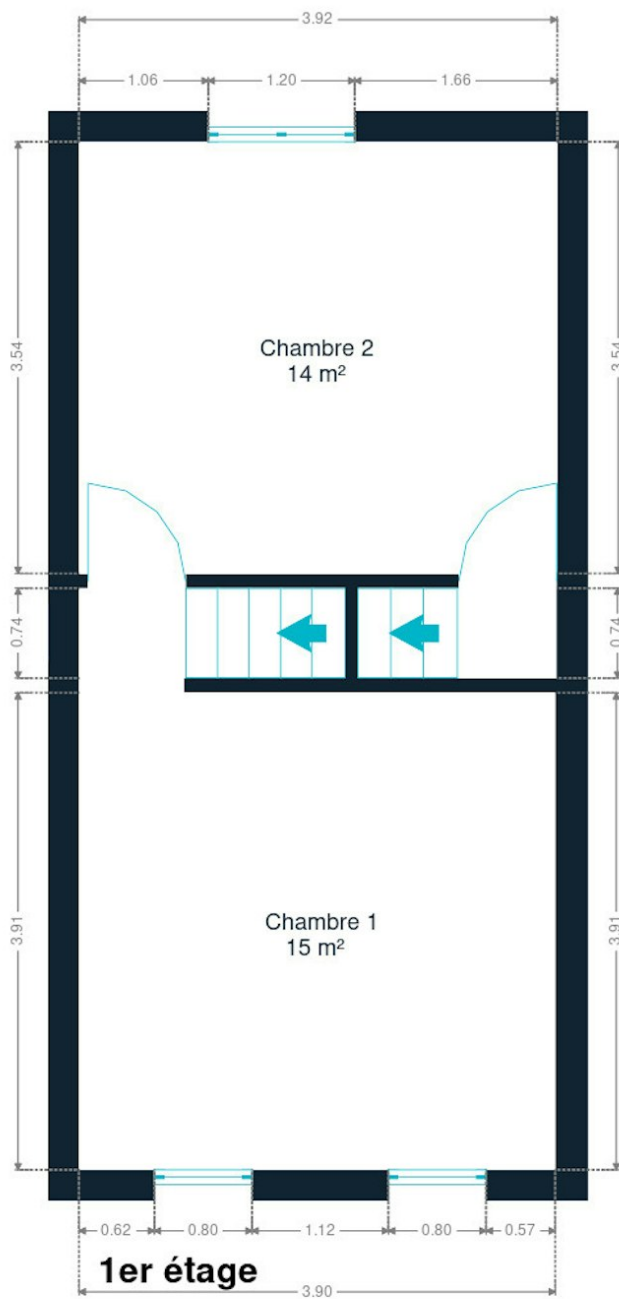 3.92
1.06 1.20 1.66
3.54 3.54
Chambre 2
14 m²
0.74 0.74
3.91 3.91
Chambre 1
15 m²
0.62 0.80 1.12 0.80 0.57
1er étage
3.90